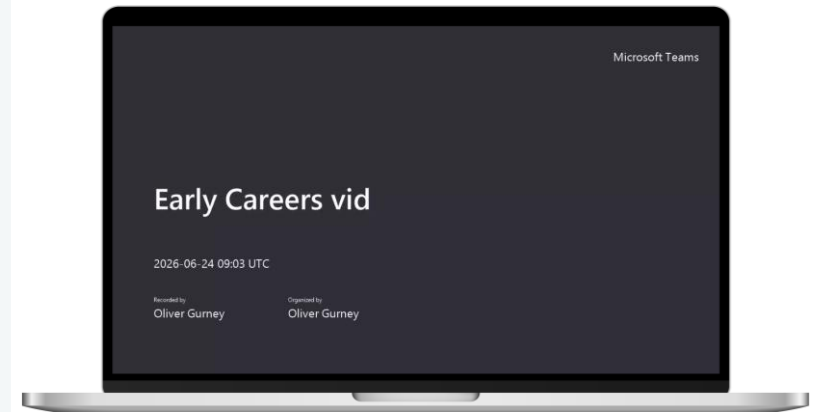 Microsoft Teams
Early Careers vid
2026-06-24 09:03 UTC
Recorded by Organized by
Oliver Gurney Oliver Gurney